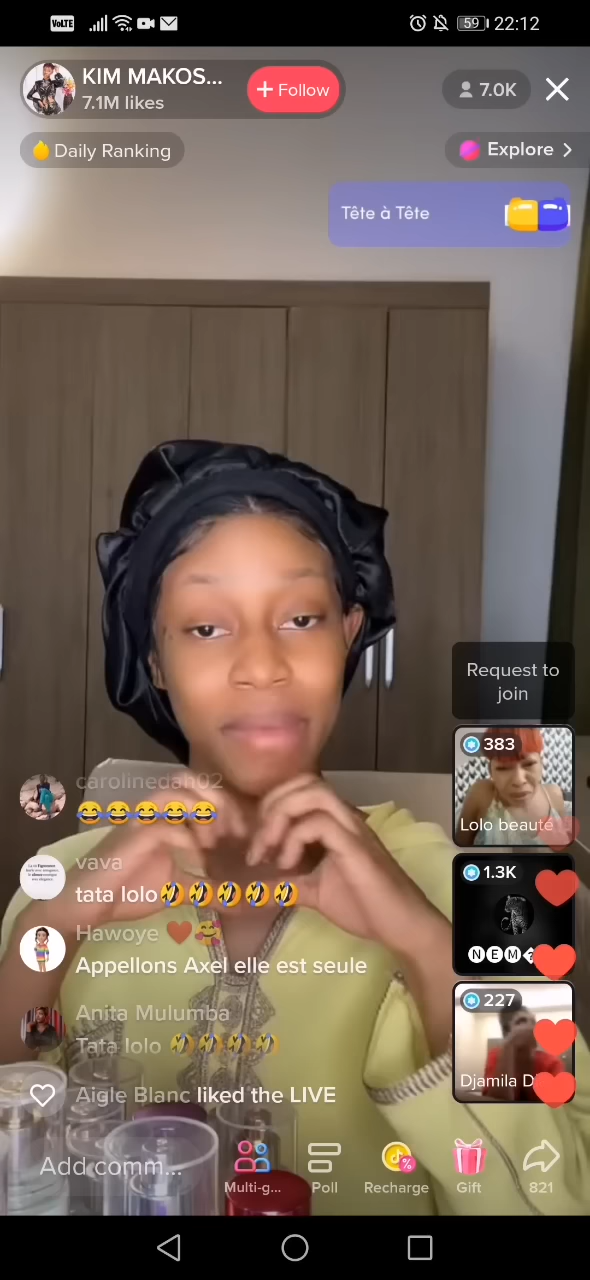 VoLTE
59
22:12
KIM MAKOS...
7.1M likes
+ Follow
7.0K
Daily Ranking
Explore
Tête à Tête
Request to
join
383
Lolo beauté
carolinedah02
😂😂😂😂😂
vava
tata lolo🤣🤣🤣🤣🤣
1.3K
NEM
Hawoye ❤️🥰
Appellons Axel elle est seule
227
Djamila D
Anita Mulumba
Tata lolo 🤣🤣🤣🤣
Aigle Blanc liked the LIVE
Add comm...
Multi-g...
Poll
Recharge
Gift
821